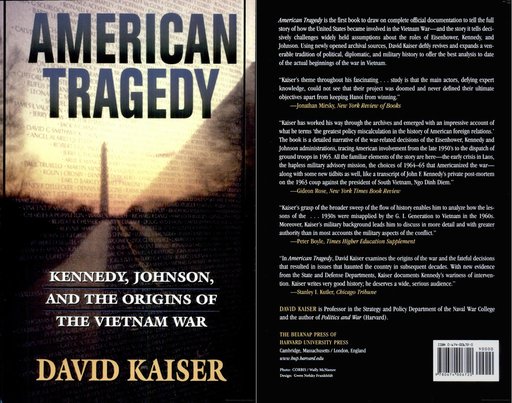 AMERICAN
TRAGEDY
KENNEDY, JOHNSON,
AND THE ORIGINS OF
THE VIETNAM WAR
DAVID KAISER
American Tragedy is the first book to draw on complete official documentation to tell the full
story of how the United States became involved in the Vietnam War—and the story it tells deci-
sively challenges widely held assumptions about the roles of Eisenhower, Kennedy, and
Johnson. Using newly opened archival sources, David Kaiser deftly revives and expands a ven-
erable tradition of political, diplomatic, and military history to offer the best analysis to date
of the actual beginnings of the war in Vietnam.
"Kaiser's theme throughout his fascinating . . . study is that the main actors, defying expert
knowledge, could not see that their project was doomed and never defined their ultimate
objectives apart from keeping Hanoi from winning."
—Jonathan Mirsky, New York Review of Books
"Kaiser has worked his way through the archives and emerged with an impressive account of
what he terms 'the greatest policy miscalculation in the history of American foreign relations.'
The book is a detailed narrative of the war-related decisions of the Eisenhower, Kennedy and
Johnson administrations, tracing American involvement from the late 1950's to the dispatch of
ground troops in 1965. All the familiar elements of the story are here—the early crisis in Laos,
the hapless military advisory mission, the choices of 1964–65 that Americanized the war—
along with some new tidbits as well, like a transcript of John F. Kennedy's private post-mortem
on the 1963 coup against the president of South Vietnam, Ngo Dinh Diem."
—Gideon Rose, New York Times Book Review
"Kaiser's grasp of the broader sweep of the flow of history enables him to analyze how the les-
sons of the . . . 1930s were misapplied by the G. I. Generation to Vietnam in the 1960s.
Moreover, Kaiser's military background leads him to discuss in more detail and with greater
authority than in most accounts the military aspects of the conflict."
—Peter Boyle, Times Higher Education Supplement
"In American Tragedy, David Kaiser examines the origins of the war and the fateful decisions
that resulted in issues that haunted the country in subsequent decades. With new evidence
from the State and Defense Departments, Kaiser documents Kennedy's wariness of interven-
tion. Kaiser writes very good history; he deserves a wide, serious audience."
—Stanley I. Kutler, Chicago Tribune
DAVID KAISER is Professor in the Strategy and Policy Department of the Naval War College
and the author of Politics and War (Harvard).
THE BELKNAP PRESS OF
HARVARD UNIVERSITY PRESS
Cambridge, Massachusetts / London, England
www.hup.harvard.edu
Photo: CORBIS / Wally McNamee
Design:
ISBN 0-674-00672-5
90000
9 780674 006720